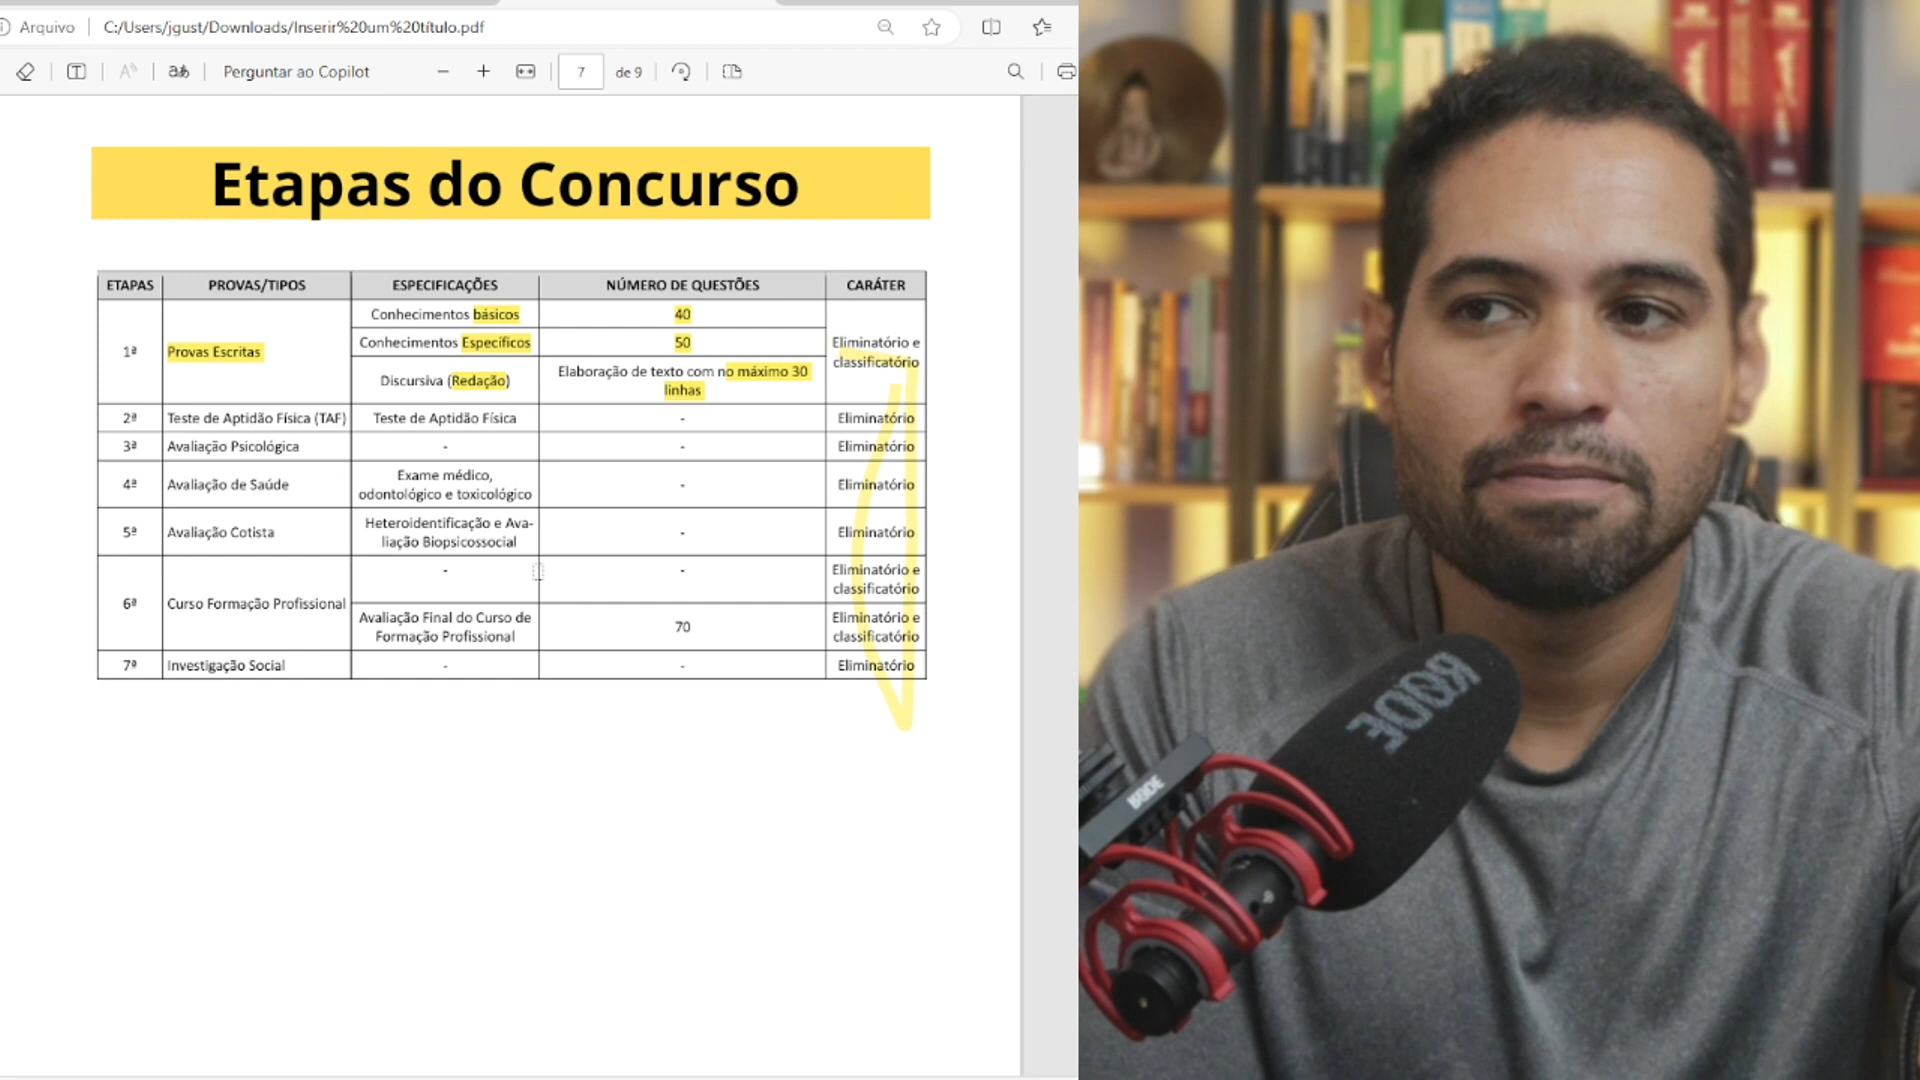 Arquivo | C:/Users/jgust/Downloads/Inserir%20um%20título.pdf
Perguntar ao Copilot
7 de 9
Etapas do Concurso
ETAPAS PROVAS/TIPOS ESPECIFICAÇÕES NÚMERO DE QUESTÕES CARÁTER
1ª Provas Escritas Conhecimentos básicos 40 Eliminatório e classificatório
Conhecimentos Específicos 50
Discursiva (Redação) Elaboração de texto com no máximo 30 linhas
2ª Teste de Aptidão Física (TAF) Teste de Aptidão Física - Eliminatório
3ª Avaliação Psicológica - - Eliminatório
4ª Avaliação de Saúde Exame médico, odontológico e toxicológico - Eliminatório
5ª Avaliação Cotista Heteroidentificação e Ava-liação Biopsicossocial - Eliminatório
6ª Curso Formação Profissional - - Eliminatório e classificatório
Avaliação Final do Curso de Formação Profissional 70 Eliminatório e classificatório
7ª Investigação Social - - Eliminatório
RODE
RODE